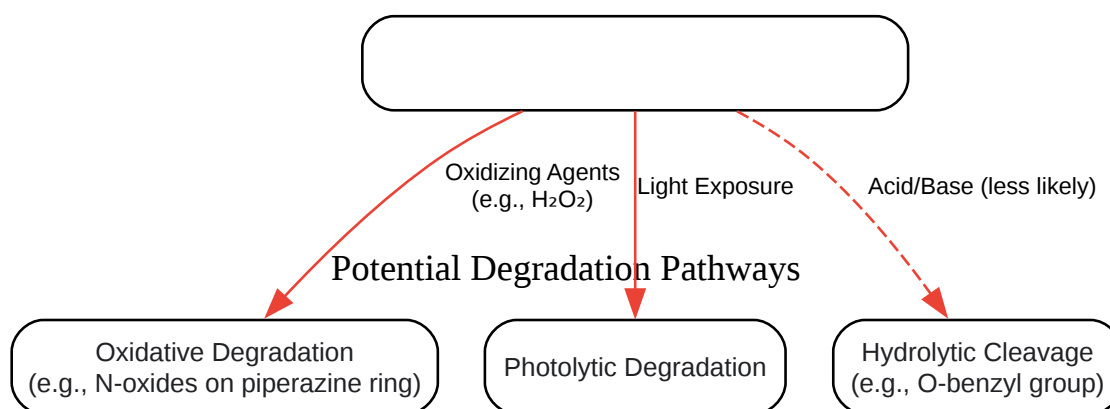 Oxidizing Agents
(e.g., H₂O₂)
Light Exposure
Acid/Base (less likely)
Potential Degradation Pathways
Oxidative Degradation
(e.g., N-oxides on piperazine ring)
Photolytic Degradation
Hydrolytic Cleavage
(e.g., O-benzyl group)